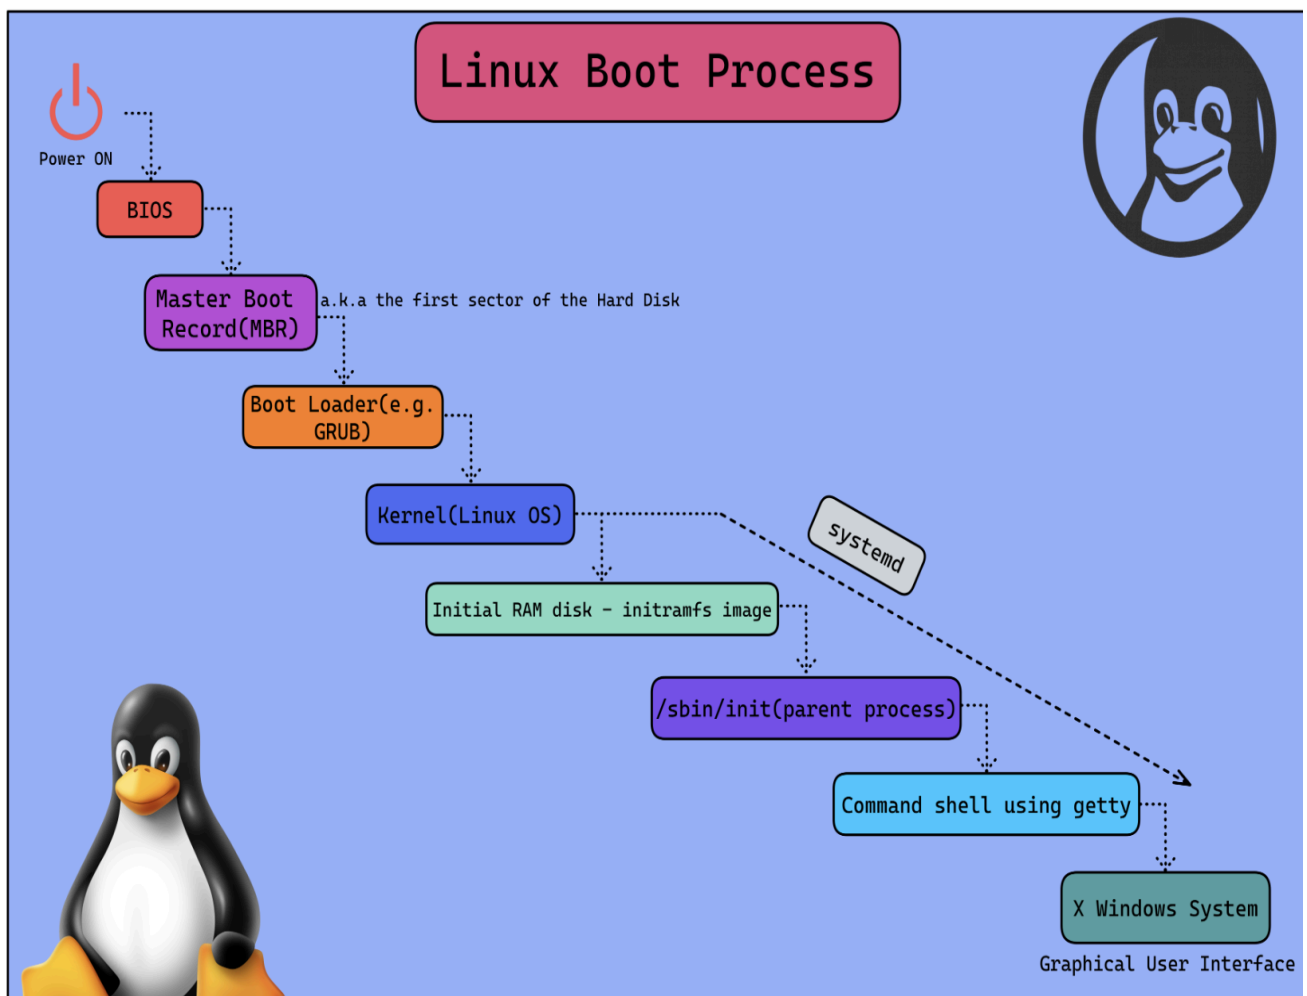 Linux Boot Process
Power ON
BIOS
Master Boot
Record(MBR)
a.k.a the first sector of the Hard Disk
Boot Loader(e.g.
GRUB)
Kernel(Linux OS)
systemd
Initial RAM disk - initramfs image
/sbin/init(parent process)
Command shell using getty
X Windows System
Graphical User Interface